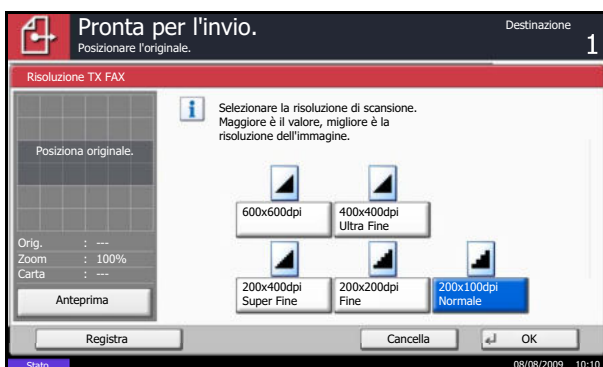 Pronta per l'invio.
Posizionare l'originale.
Destinazione
1
Risoluzione TX FAX
Posiziona originale.
Orig. : ---
Zoom : 100%
Carta : ---
Anteprima
i
Selezionare la risoluzione di scansione.
Maggiore è il valore, migliore è la
risoluzione dell'immagine.
600x600dpi
400x400dpi
Ultra Fine
200x400dpi
Super Fine
200x200dpi
Fine
200x100dpi
Normale
Registra
Cancella
OK
Stato
08/08/2009 10:10